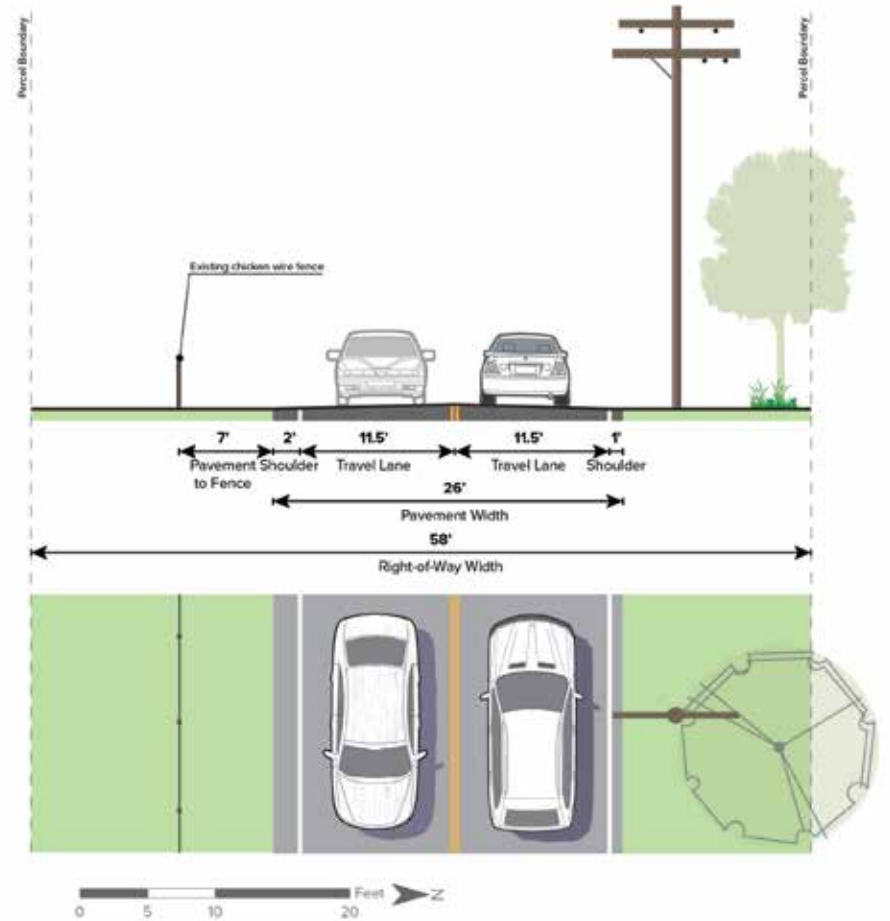 Parcel Boundary
Parcel Boundary
Existing chicken wire fence
7' 2' 11.5' 11.5' 1'
Pavement to Fence Shoulder Travel Lane Travel Lane Shoulder
26'
Pavement Width
58'
Right-of-Way Width
Feet N
0 5 10 20